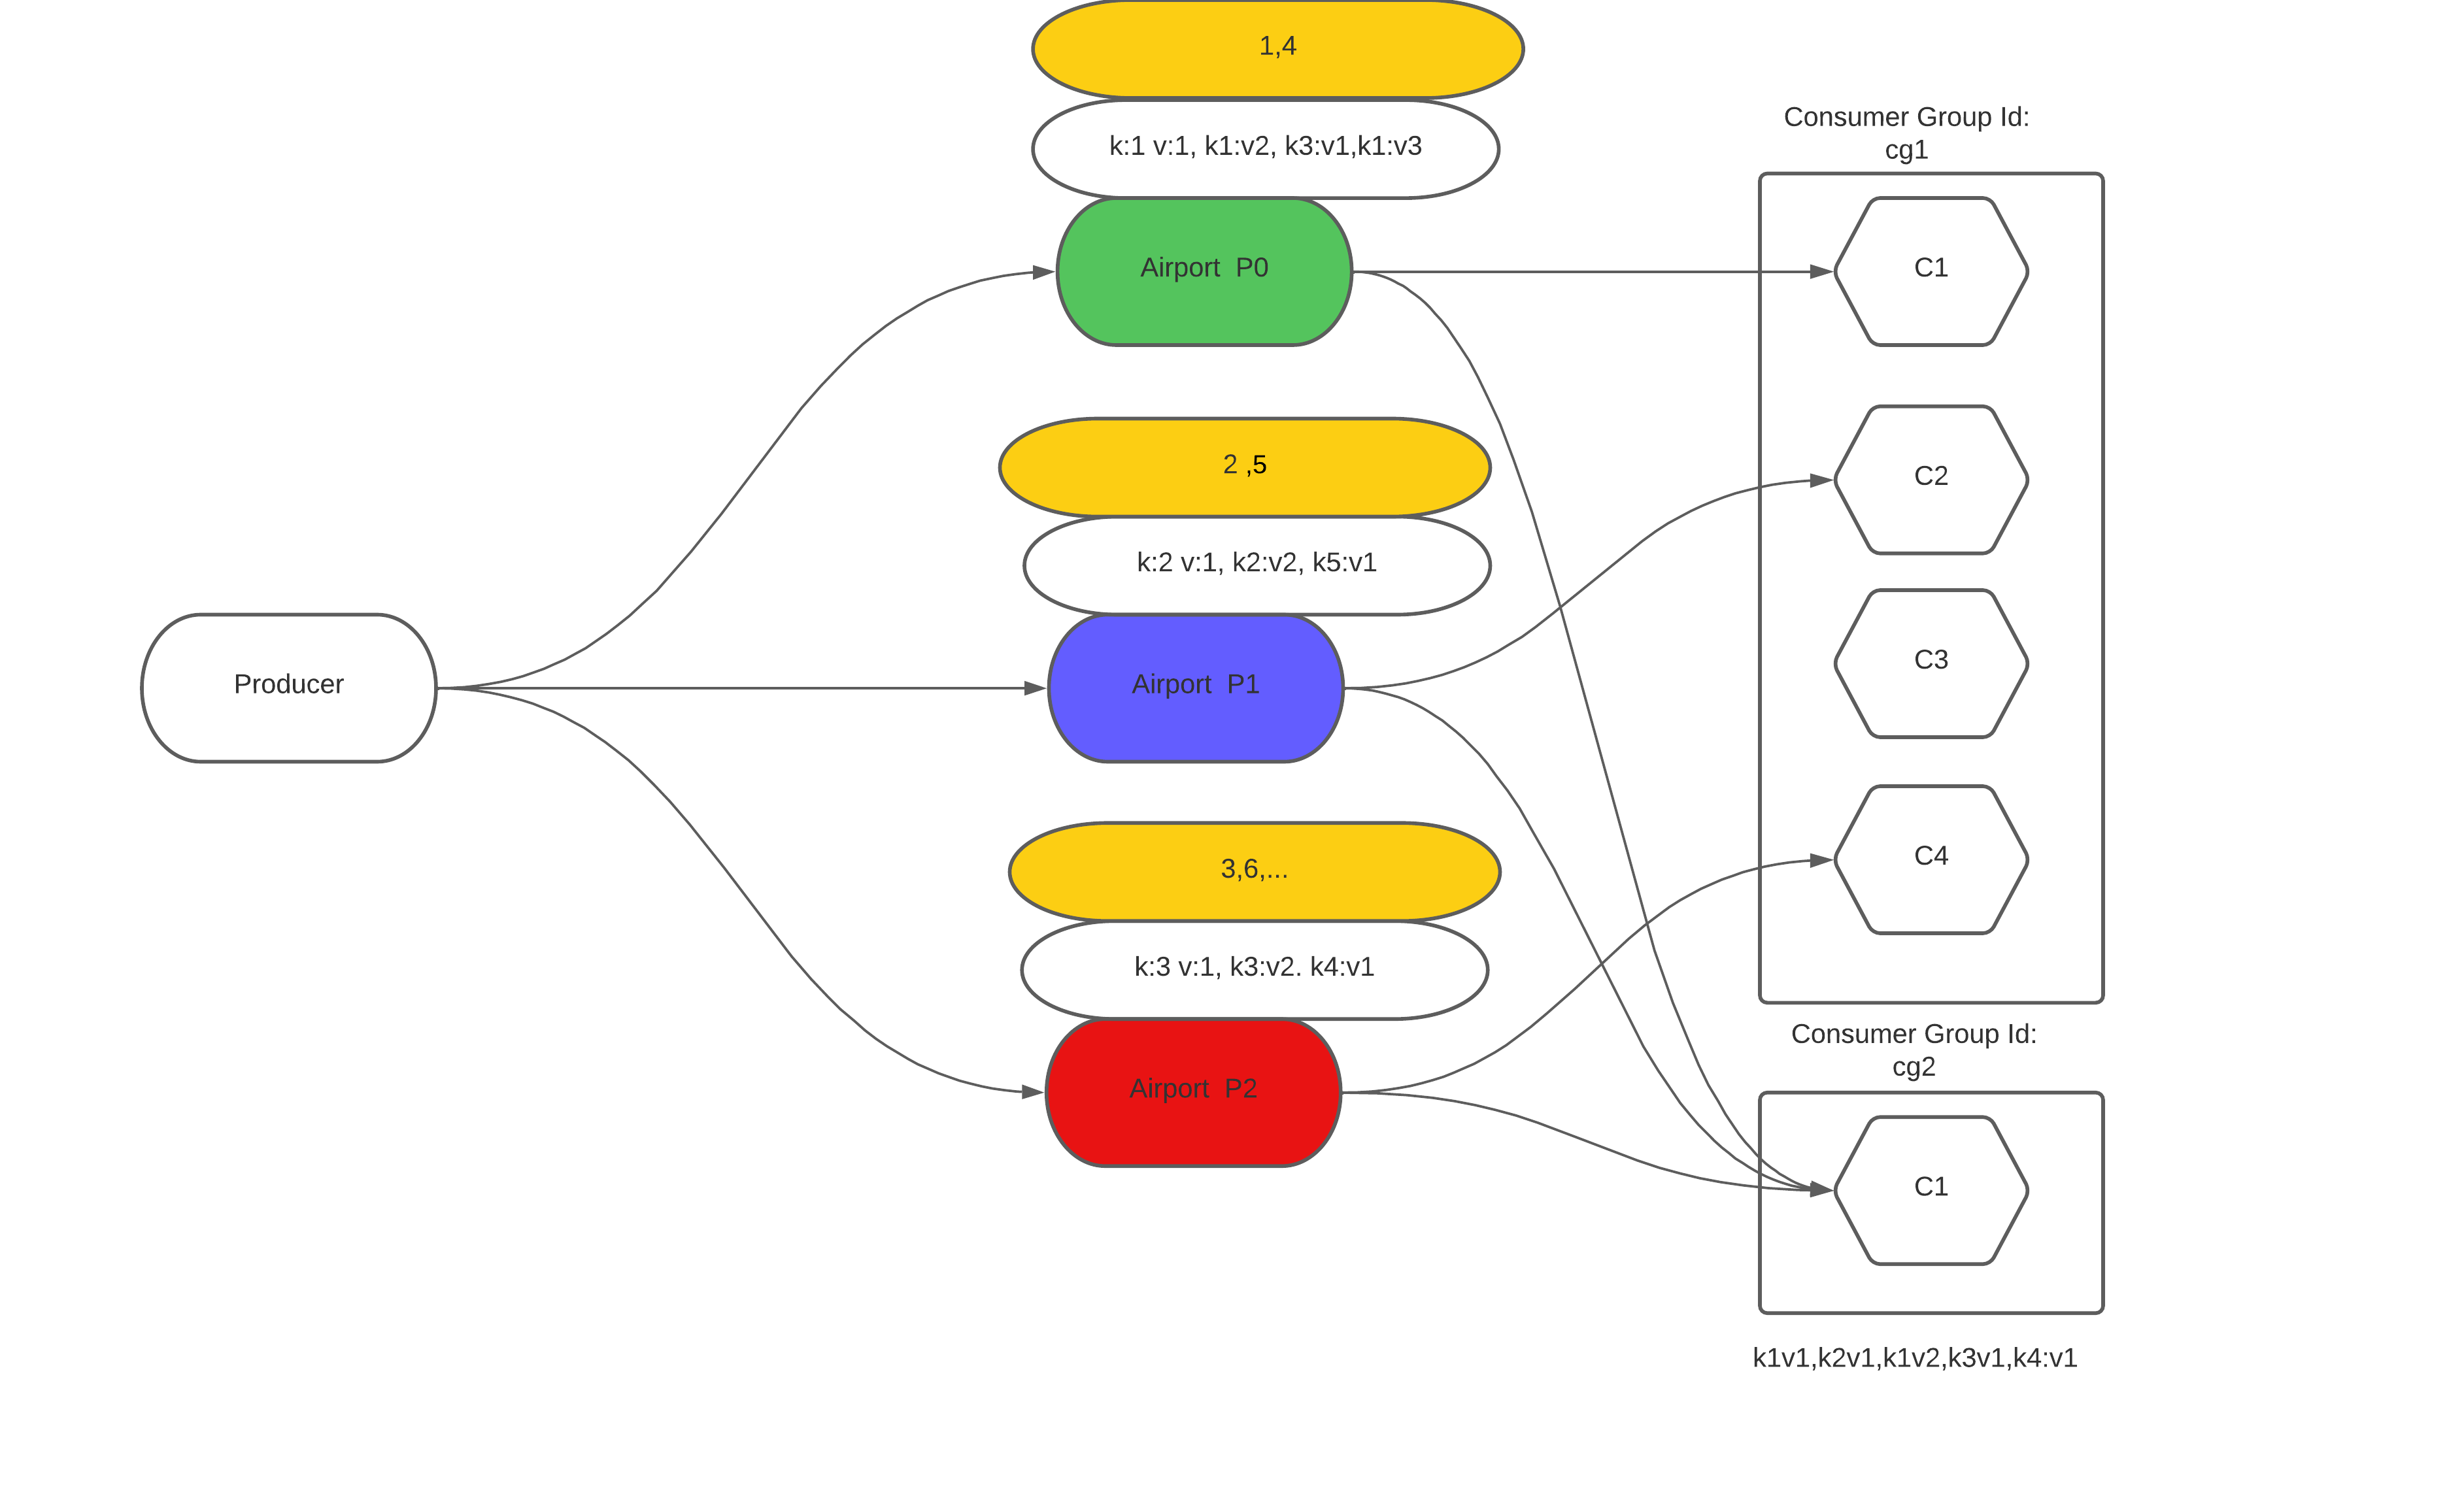 1,4
k:1 v:1, k1:v2, k3:v1,k1:v3
Consumer Group Id:
cg1
Airport  P0
C1
2 ,5
C2
k:2 v:1, k2:v2, k5:v1
Producer
Airport  P1
C3
3,6,...
C4
k:3 v:1, k3:v2. k4:v1
Consumer Group Id:
cg2
Airport  P2
C1
k1v1,k2v1,k1v2,k3v1,k4:v1